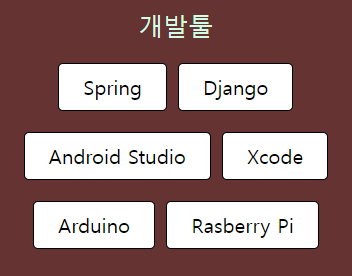 개발툴
Spring Django
Android Studio Xcode
Arduino Rasberry Pi